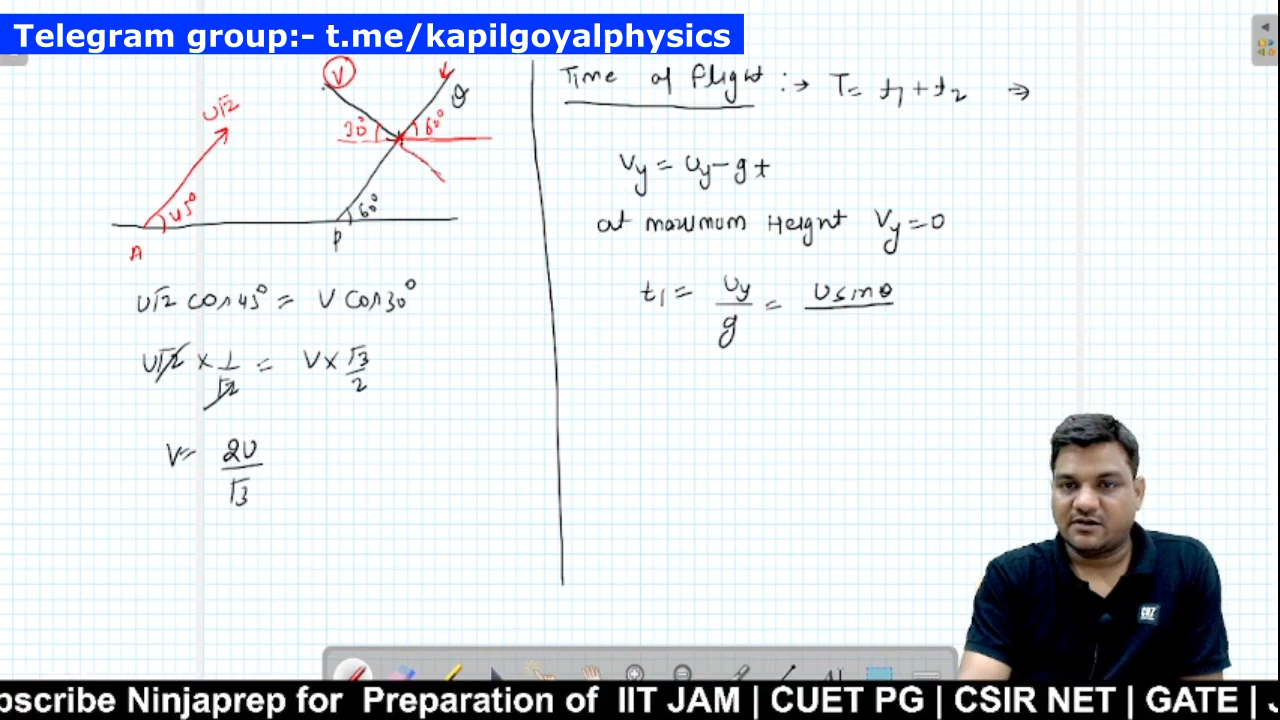 Telegram group:- t.me/kapilgoyalphysics
V
u√2
30°
60°
Q
45°
60°
A
P
u√2 cos 45° = V cos 30°
u√2 × 1/√2 = V × √3/2
V = 2u/√3
Time of flight :→ T = t₁ + t₂ ⇒
Vy = uy - gt
at maximum Height Vy = 0
t₁ = uy/g = u sin θ
bscribe Ninjaprep for Preparation of IIT JAM | CUET PG | CSIR NET | GATE | J